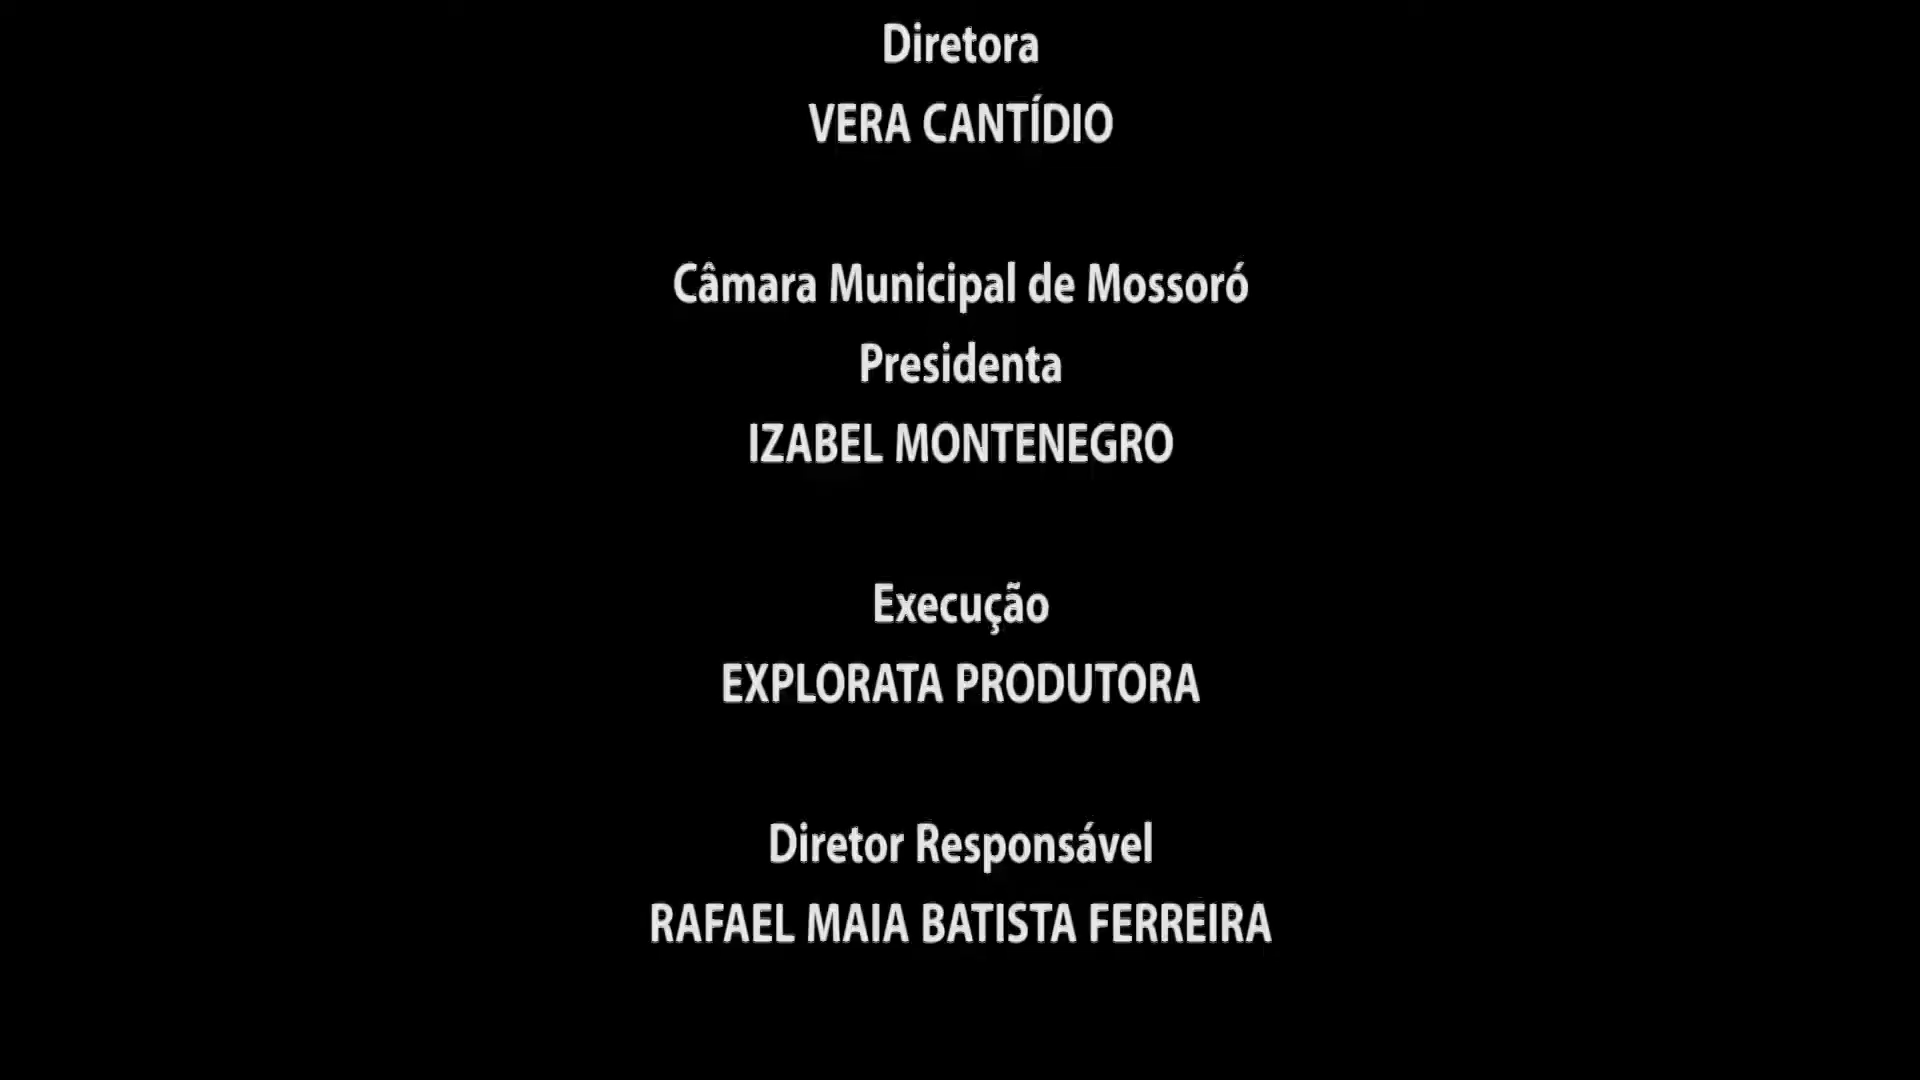 Diretora
VERA CANTÍDIO
Câmara Municipal de Mossoró
Presidenta
IZABEL MONTENEGRO
Execução
EXPLORATA PRODUTORA
Diretor Responsável
RAFAEL MAIA BATISTA FERREIRA